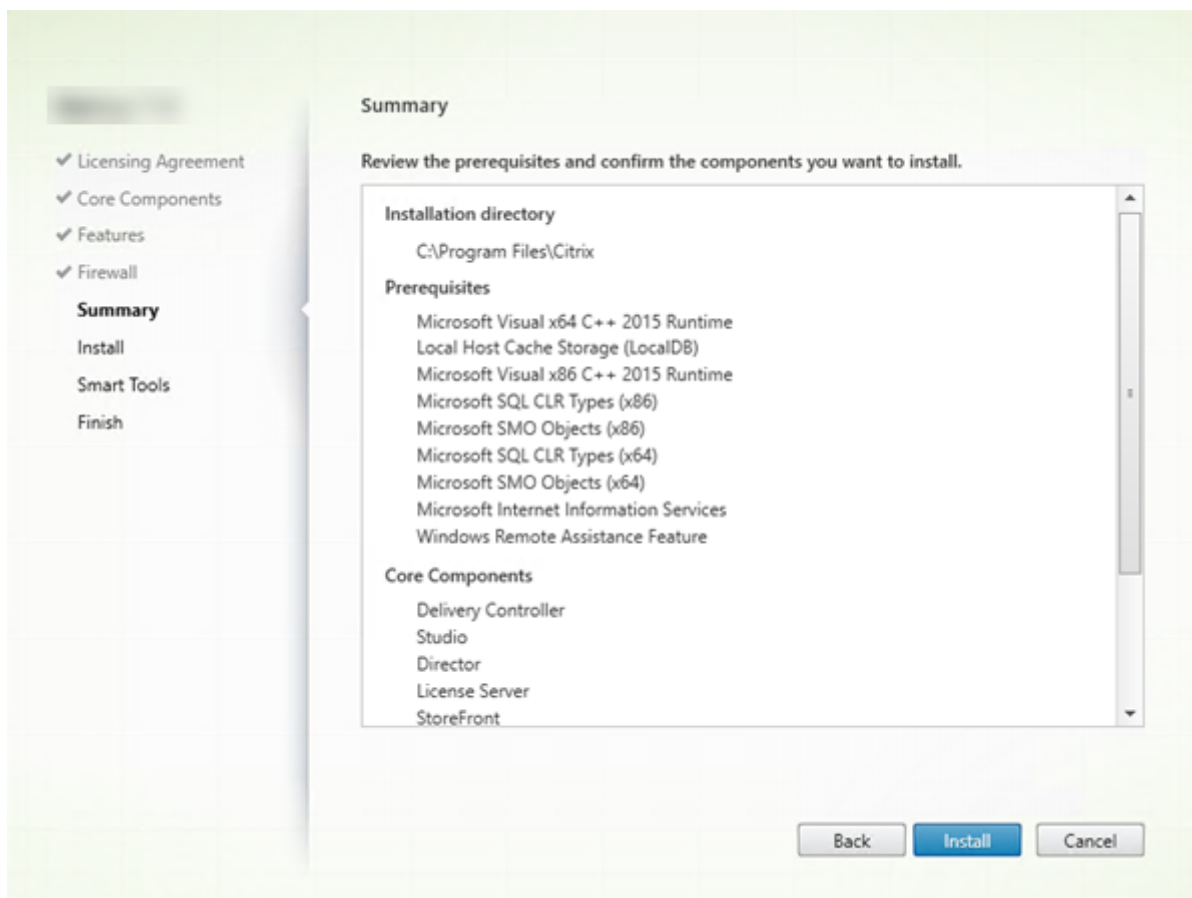 Summary
✔ Licensing Agreement
✔ Core Components
✔ Features
✔ Firewall
Summary
Install
Smart Tools
Finish
Review the prerequisites and confirm the components you want to install.
Installation directory
C:\Program Files\Citrix
Prerequisites
Microsoft Visual x64 C++ 2015 Runtime
Local Host Cache Storage (LocalDB)
Microsoft Visual x86 C++ 2015 Runtime
Microsoft SQL CLR Types (x86)
Microsoft SMO Objects (x86)
Microsoft SQL CLR Types (x64)
Microsoft SMO Objects (x64)
Microsoft Internet Information Services
Windows Remote Assistance Feature
Core Components
Delivery Controller
Studio
Director
License Server
StoreFront
Back
Install
Cancel